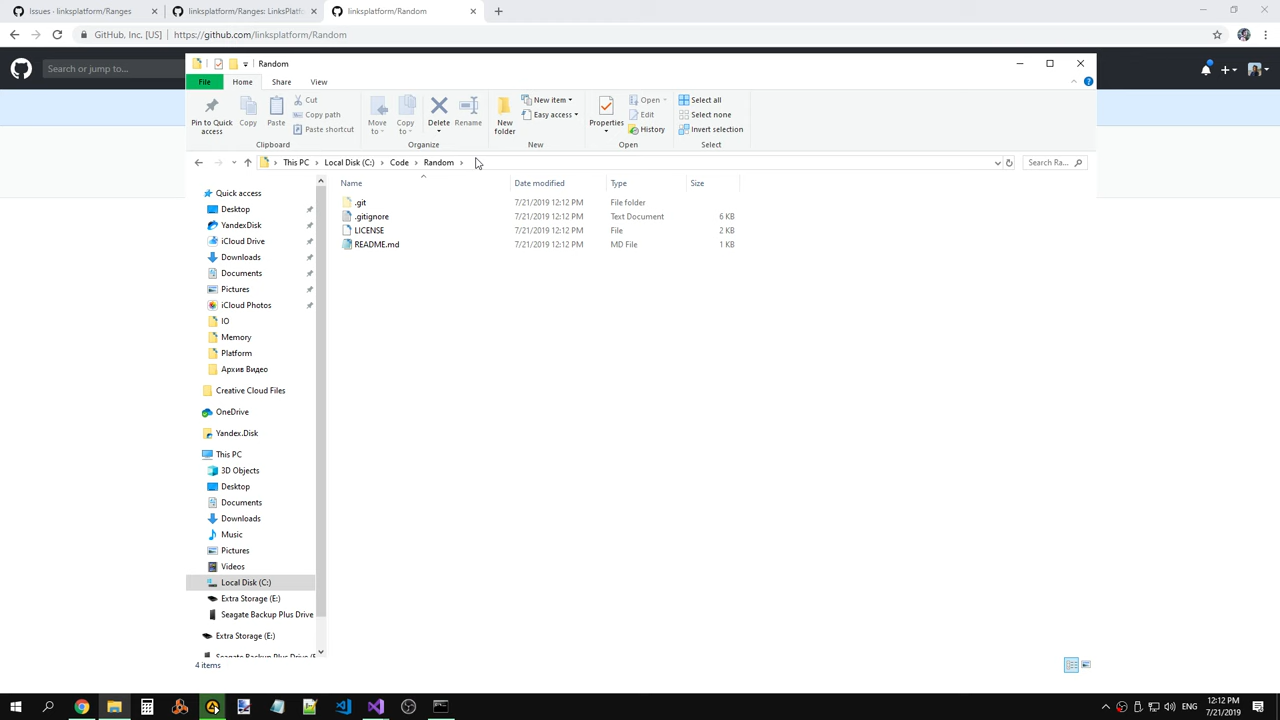 Issues · linksplatform/Ranges
linksplatform/Ranges: LinksPlatfo
linksplatform/Random
GitHub, Inc. [US] | https://github.com/linksplatform/Random
Search or jump to...
Random
File Home Share View
Pin to Quick access
Copy
Paste
Cut
Copy path
Paste shortcut
Clipboard
Move to
Copy to
Delete
Rename
Organize
New folder
New item
Easy access
New
Properties
Open
Edit
History
Open
Select all
Select none
Invert selection
Select
This PC > Local Disk (C:) > Code > Random >
Search Ra...
Name Date modified Type Size
.git 7/21/2019 12:12 PM File folder
.gitignore 7/21/2019 12:12 PM Text Document 6 KB
LICENSE 7/21/2019 12:12 PM File 2 KB
README.md 7/21/2019 12:12 PM MD File 1 KB
Quick access
Desktop
YandexDisk
iCloud Drive
Downloads
Documents
Pictures
iCloud Photos
IO
Memory
Platform
Архив Видео
Creative Cloud Files
OneDrive
Yandex.Disk
This PC
3D Objects
Desktop
Documents
Downloads
Music
Pictures
Videos
Local Disk (C:)
Extra Storage (E:)
Seagate Backup Plus Drive
Extra Storage (E:)
4 items
12:12 PM
7/21/2019